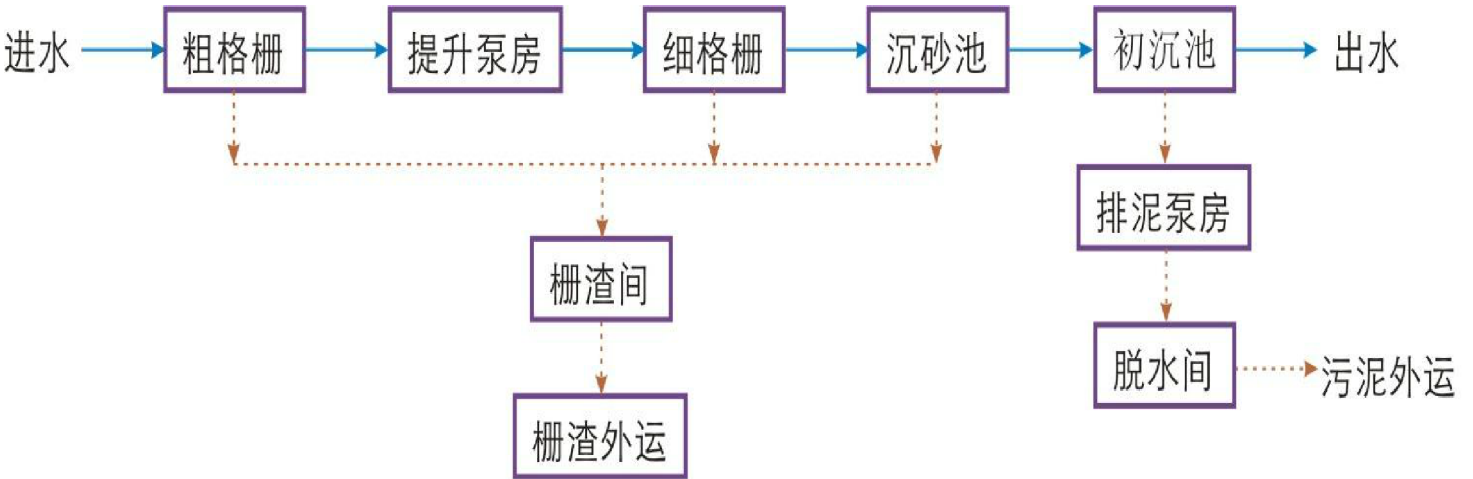 进水
粗格栅
提升泵房
细格栅
沉砂池
初沉池
出水
排泥泵房
栅渣间
脱水间
污泥外运
栅渣外运